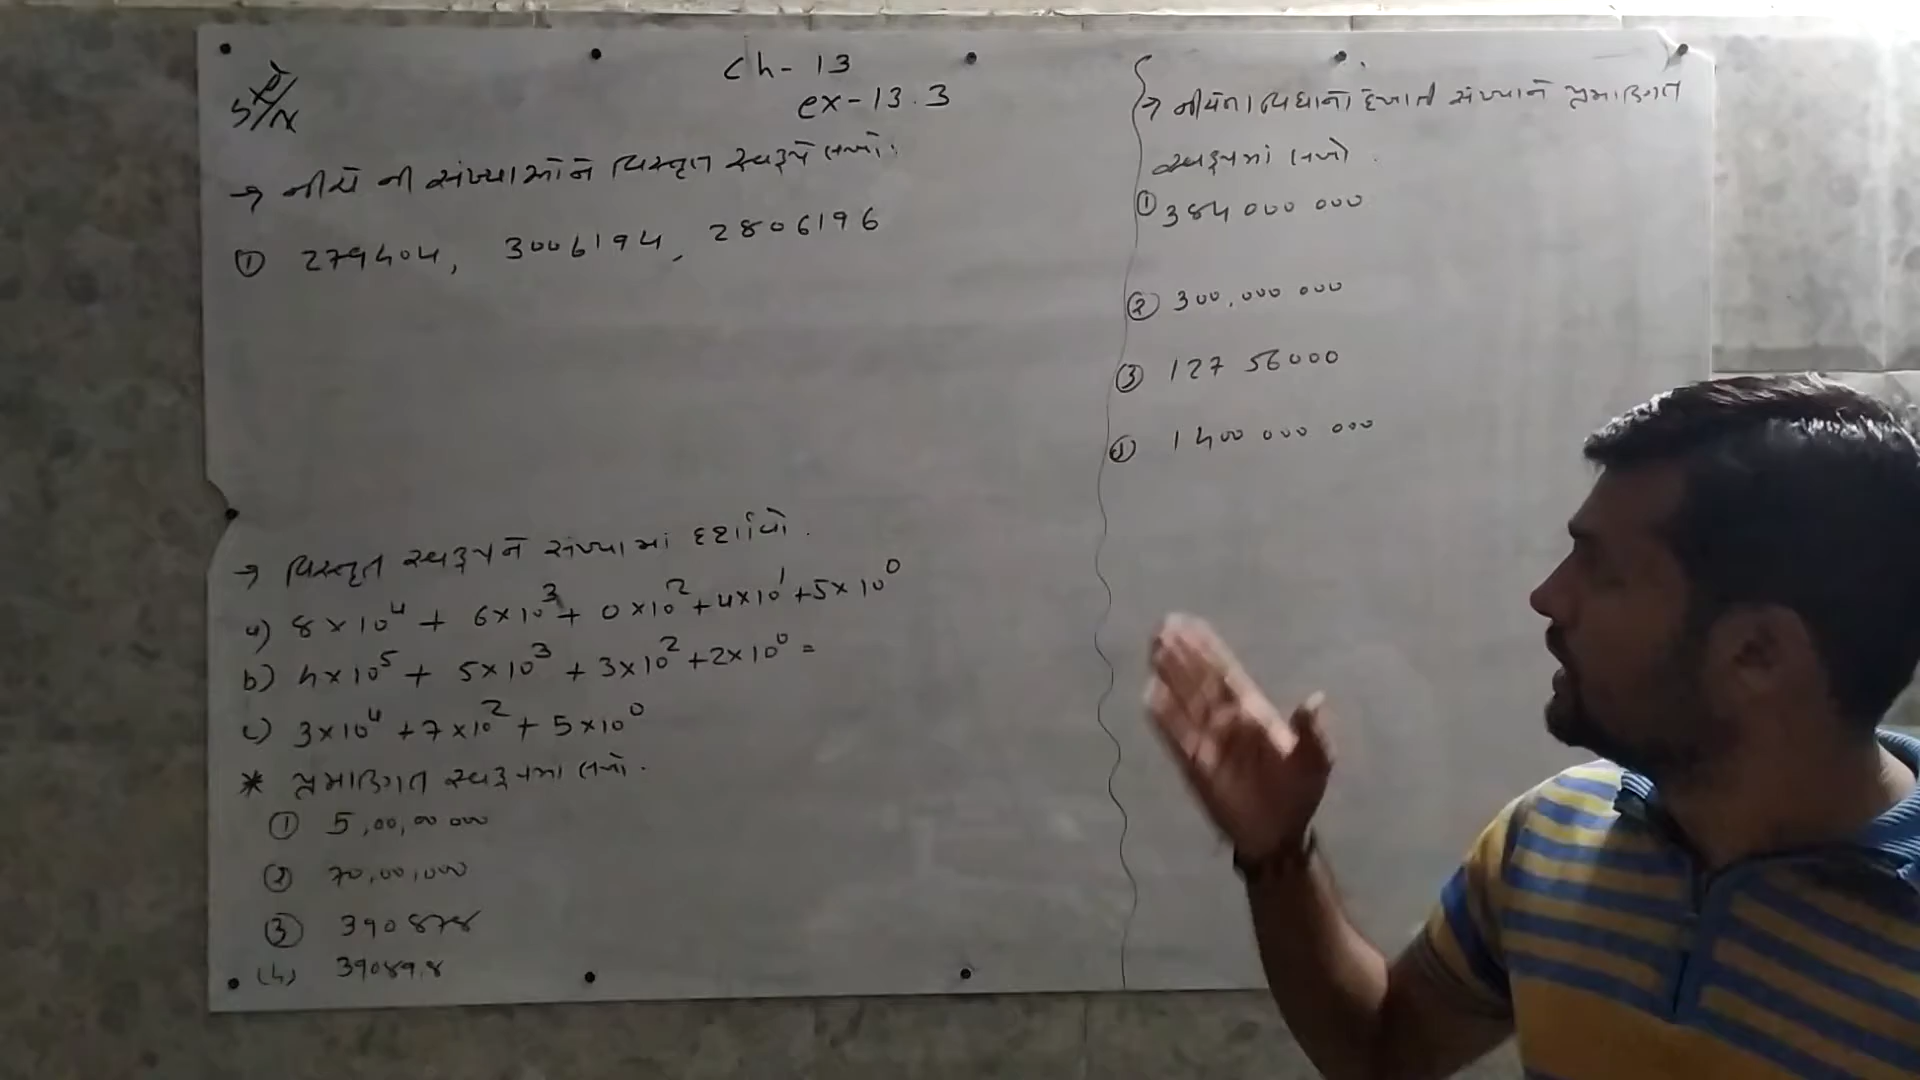 Ch-13
ex-13.3
→ નીચે ની સંખ્યાઓને વિસ્તૃત સ્વરૂપે લખો.
① 279404, 3006194, 2806196
→ વિસ્તૃત સ્વરૂપને સંખ્યામાં દર્શાવો.
a) 8×10⁴ + 6×10³ + 0×10² + 4×10¹ + 5×10⁰
b) 4×10⁵ + 5×10³ + 3×10² + 2×10⁰ =
c) 3×10⁴ + 7×10² + 5×10⁰
* પ્રમાણિત સ્વરૂપમાં લખો.
① 5,00,00 000
② 70,00,000
③ 390878
(4) 39087.8
→ નીચેના વિધાનો દેખાતી સંખ્યાને પ્રમાણિત
સ્વરૂપમાં લખો.
① 384 000 000
② 300,000 000
③ 127 56000
1400 000 000